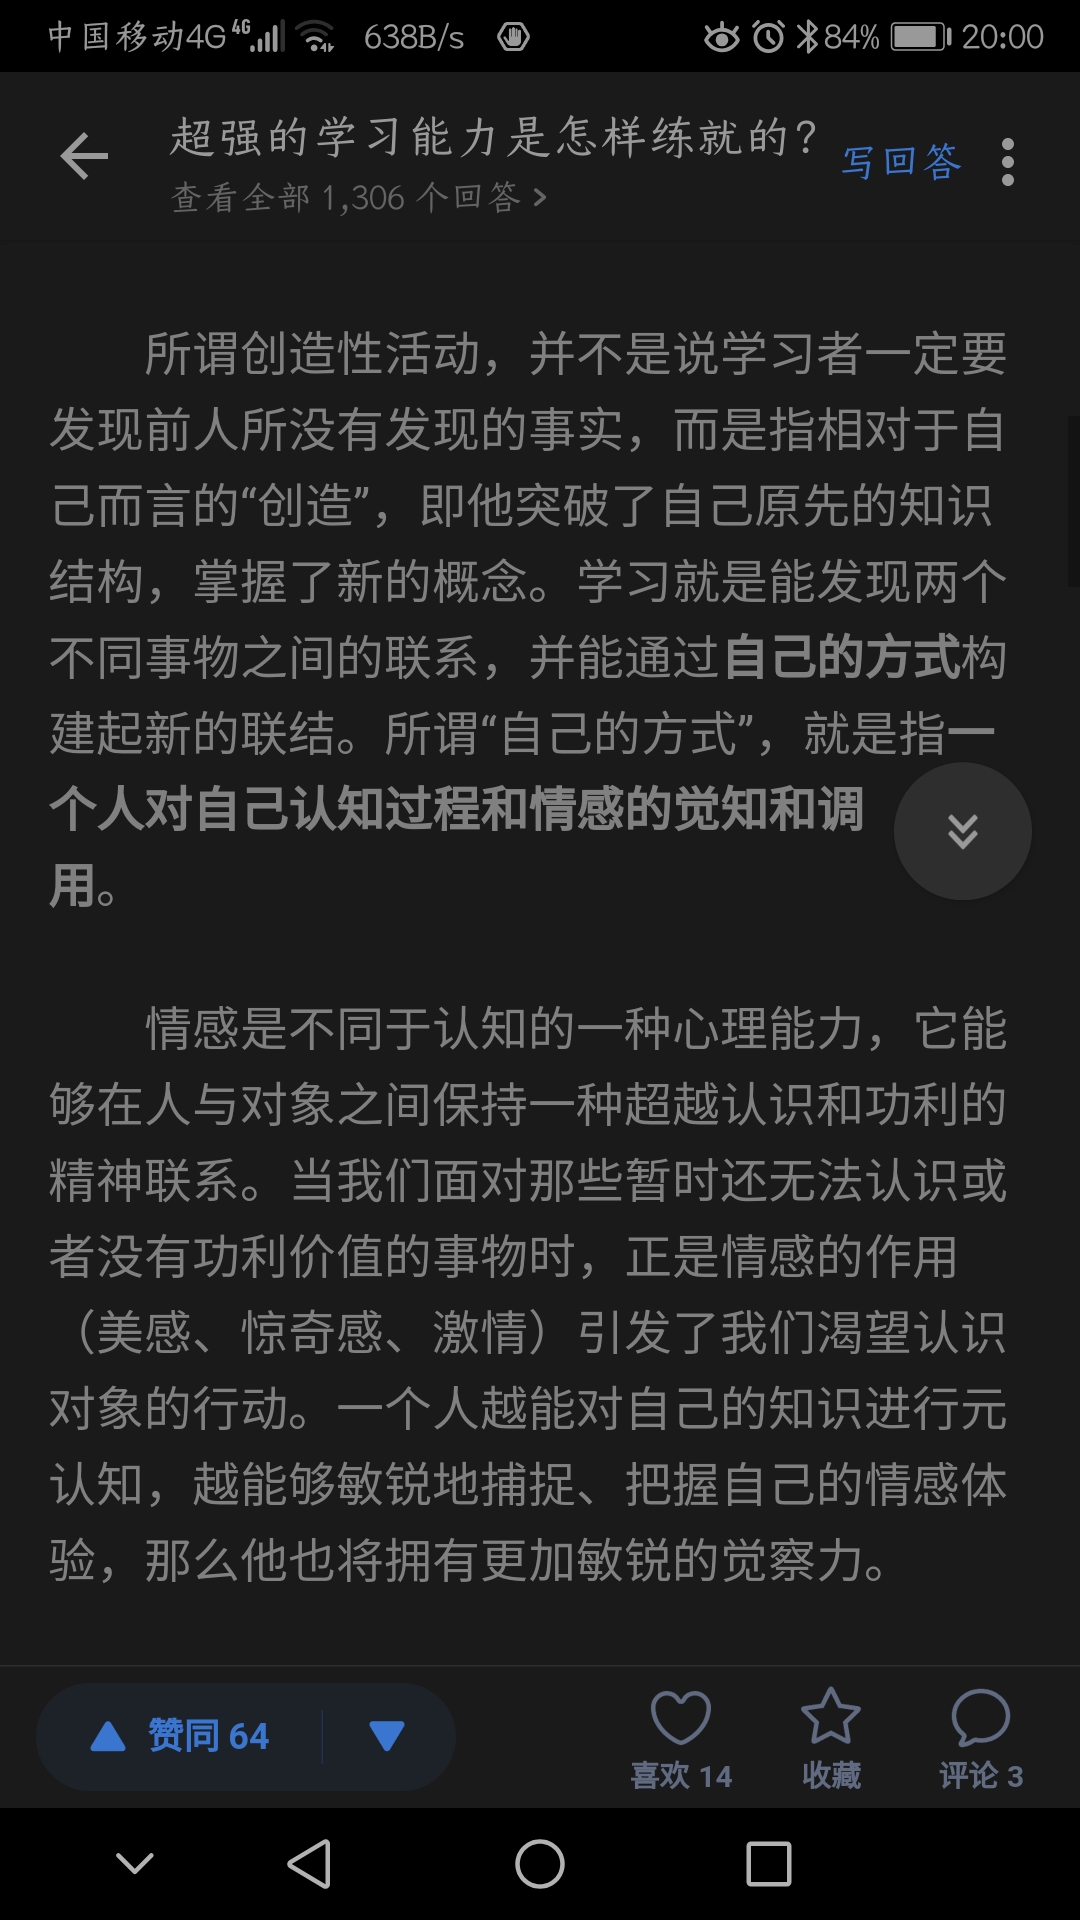 中国移动4G 4G 638B/s 84% 20:00
超强的学习能力是怎样练就的?
写回答
查看全部 1,306 个回答 >
所谓创造性活动，并不是说学习者一定要
发现前人所没有发现的事实，而是指相对于自
己而言的“创造”，即他突破了自己原先的知识
结构，掌握了新的概念。学习就是能发现两个
不同事物之间的联系，并能通过自己的方式构
建起新的联结。所谓“自己的方式”，就是指一
个人对自己认知过程和情感的觉知和调
用。
情感是不同于认知的一种心理能力，它能
够在人与对象之间保持一种超越认识和功利的
精神联系。当我们面对那些暂时还无法认识或
者没有功利价值的事物时，正是情感的作用
（美感、惊奇感、激情）引发了我们渴望认识
对象的行动。一个人越能对自己的知识进行元
认知，越能够敏锐地捕捉、把握自己的情感体
验，那么他也将拥有更加敏锐的觉察力。
赞同 64
喜欢 14
收藏
评论 3